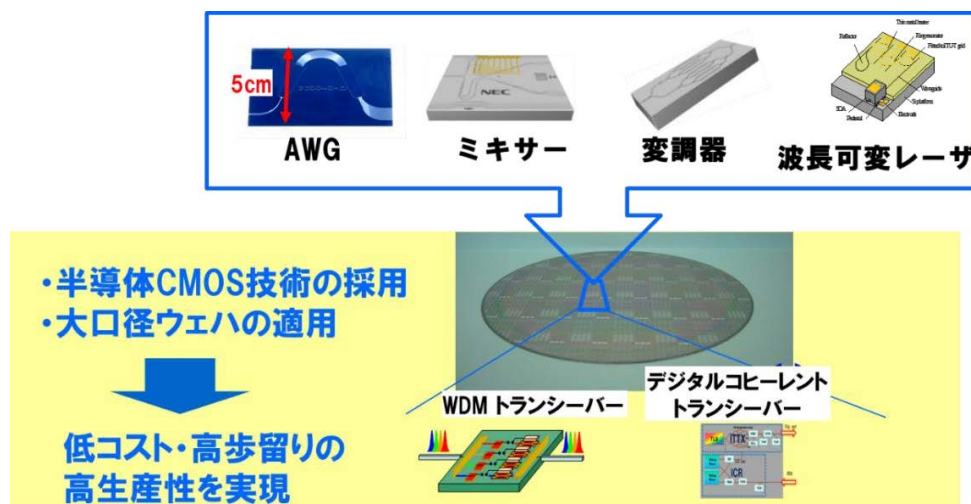 5cm
NEC
Reflector
Electrode
AWG
ミキサー
変調器
波長可変レーザ
・半導体CMOS技術の採用
・大口径ウェハの適用
低コスト・高歩留りの
高生産性を実現
WDM トランシーバー
デジタルコヒーレント
トランシーバー
ITTX
ICR